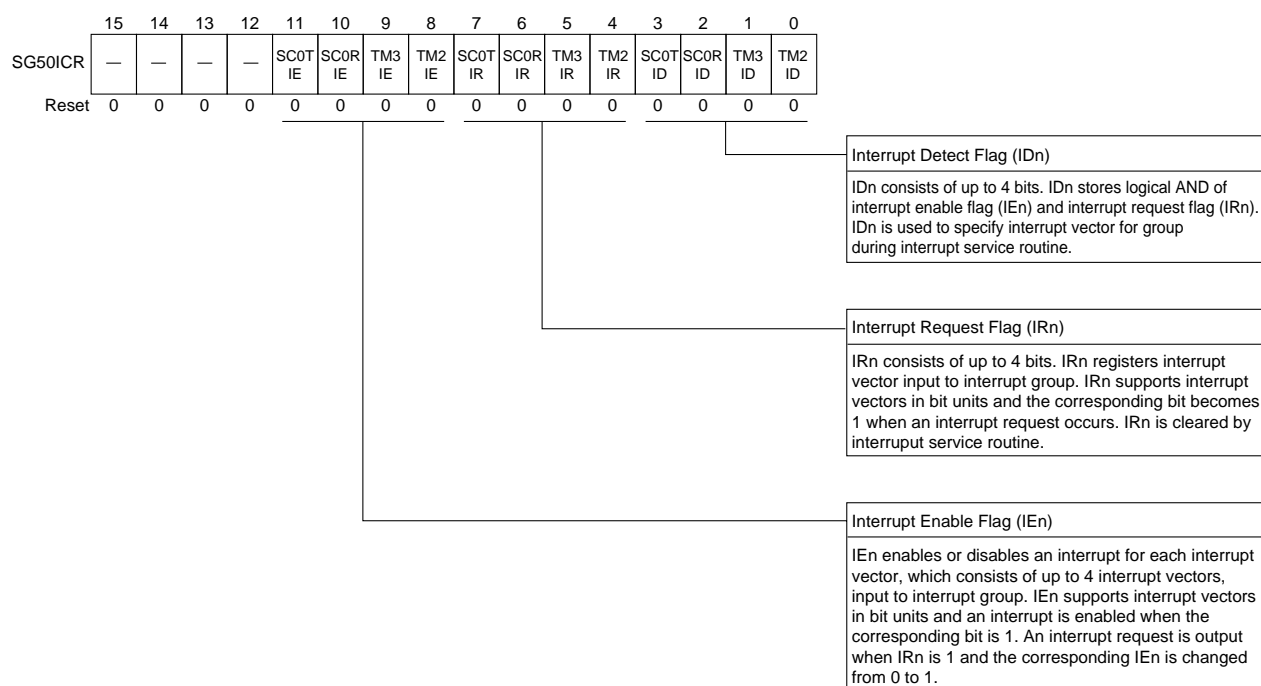 15 14 13 12 11 10 9 8 7 6 5 4 3 2 1 0
SG50ICR — — — — SC0T IE SC0R IE TM3 IE TM2 IE SC0T IR SC0R IR TM3 IR TM2 IR SC0T ID SC0R ID TM3 ID TM2 ID
Reset 0 0 0 0 0 0 0 0 0 0 0 0 0 0 0 0
Interrupt Detect Flag (IDn)
IDn consists of up to 4 bits. IDn stores logical AND of
interrupt enable flag (IEn) and interrupt request flag (IRn).
IDn is used to specify interrupt vector for group
during interrupt service routine.
Interrupt Request Flag (IRn)
IRn consists of up to 4 bits. IRn registers interrupt
vector input to interrupt group. IRn supports interrupt
vectors in bit units and the corresponding bit becomes
1 when an interrupt request occurs. IRn is cleared by
interruput service routine.
Interrupt Enable Flag (IEn)
IEn enables or disables an interrupt for each interrupt
vector, which consists of up to 4 interrupt vectors,
input to interrupt group. IEn supports interrupt vectors
in bit units and an interrupt is enabled when the
corresponding bit is 1. An interrupt request is output
when IRn is 1 and the corresponding IEn is changed
from 0 to 1.